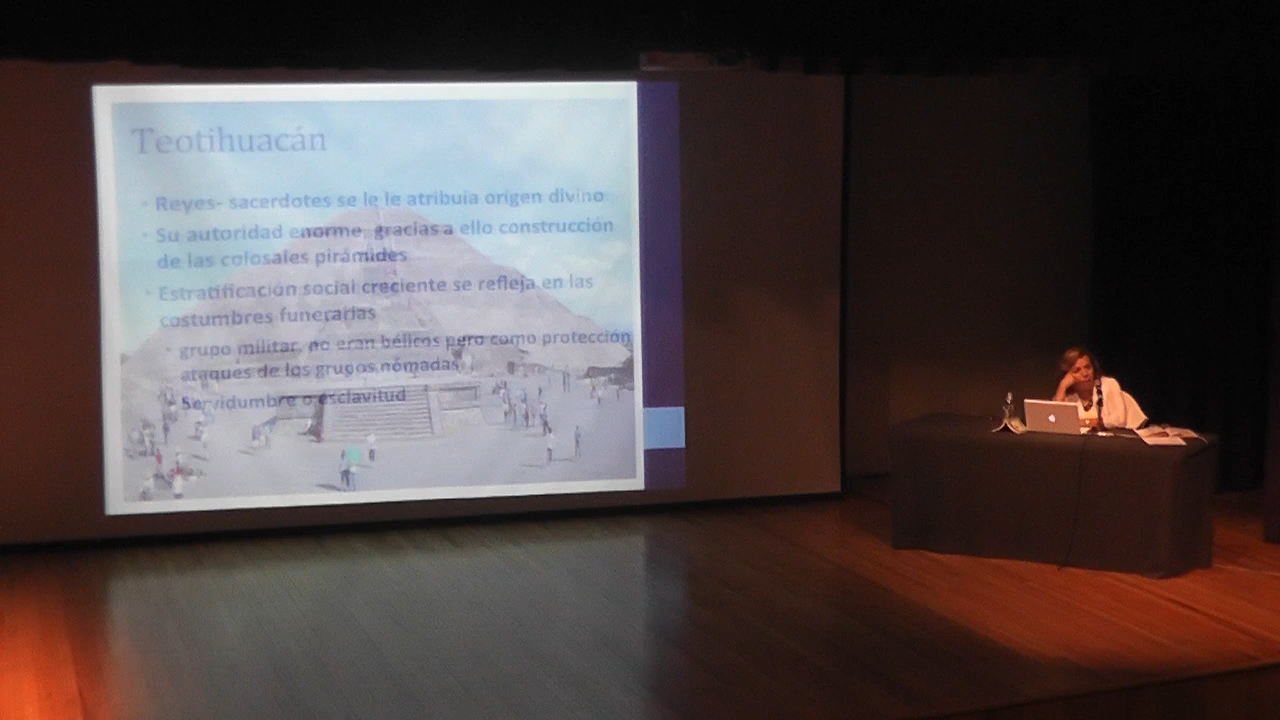 Teotihuacán
Reyes- sacerdotes se le le atribuia origen divino
Su autoridad enorme, gracias a ello construcción
de las colosales pirámides
Estratificación social creciente se refleja en las
costumbres funerarias
grupo militar, no eran bélicos pero como protección
ataques de los grupos nómadas
Servidumbre o esclavitud